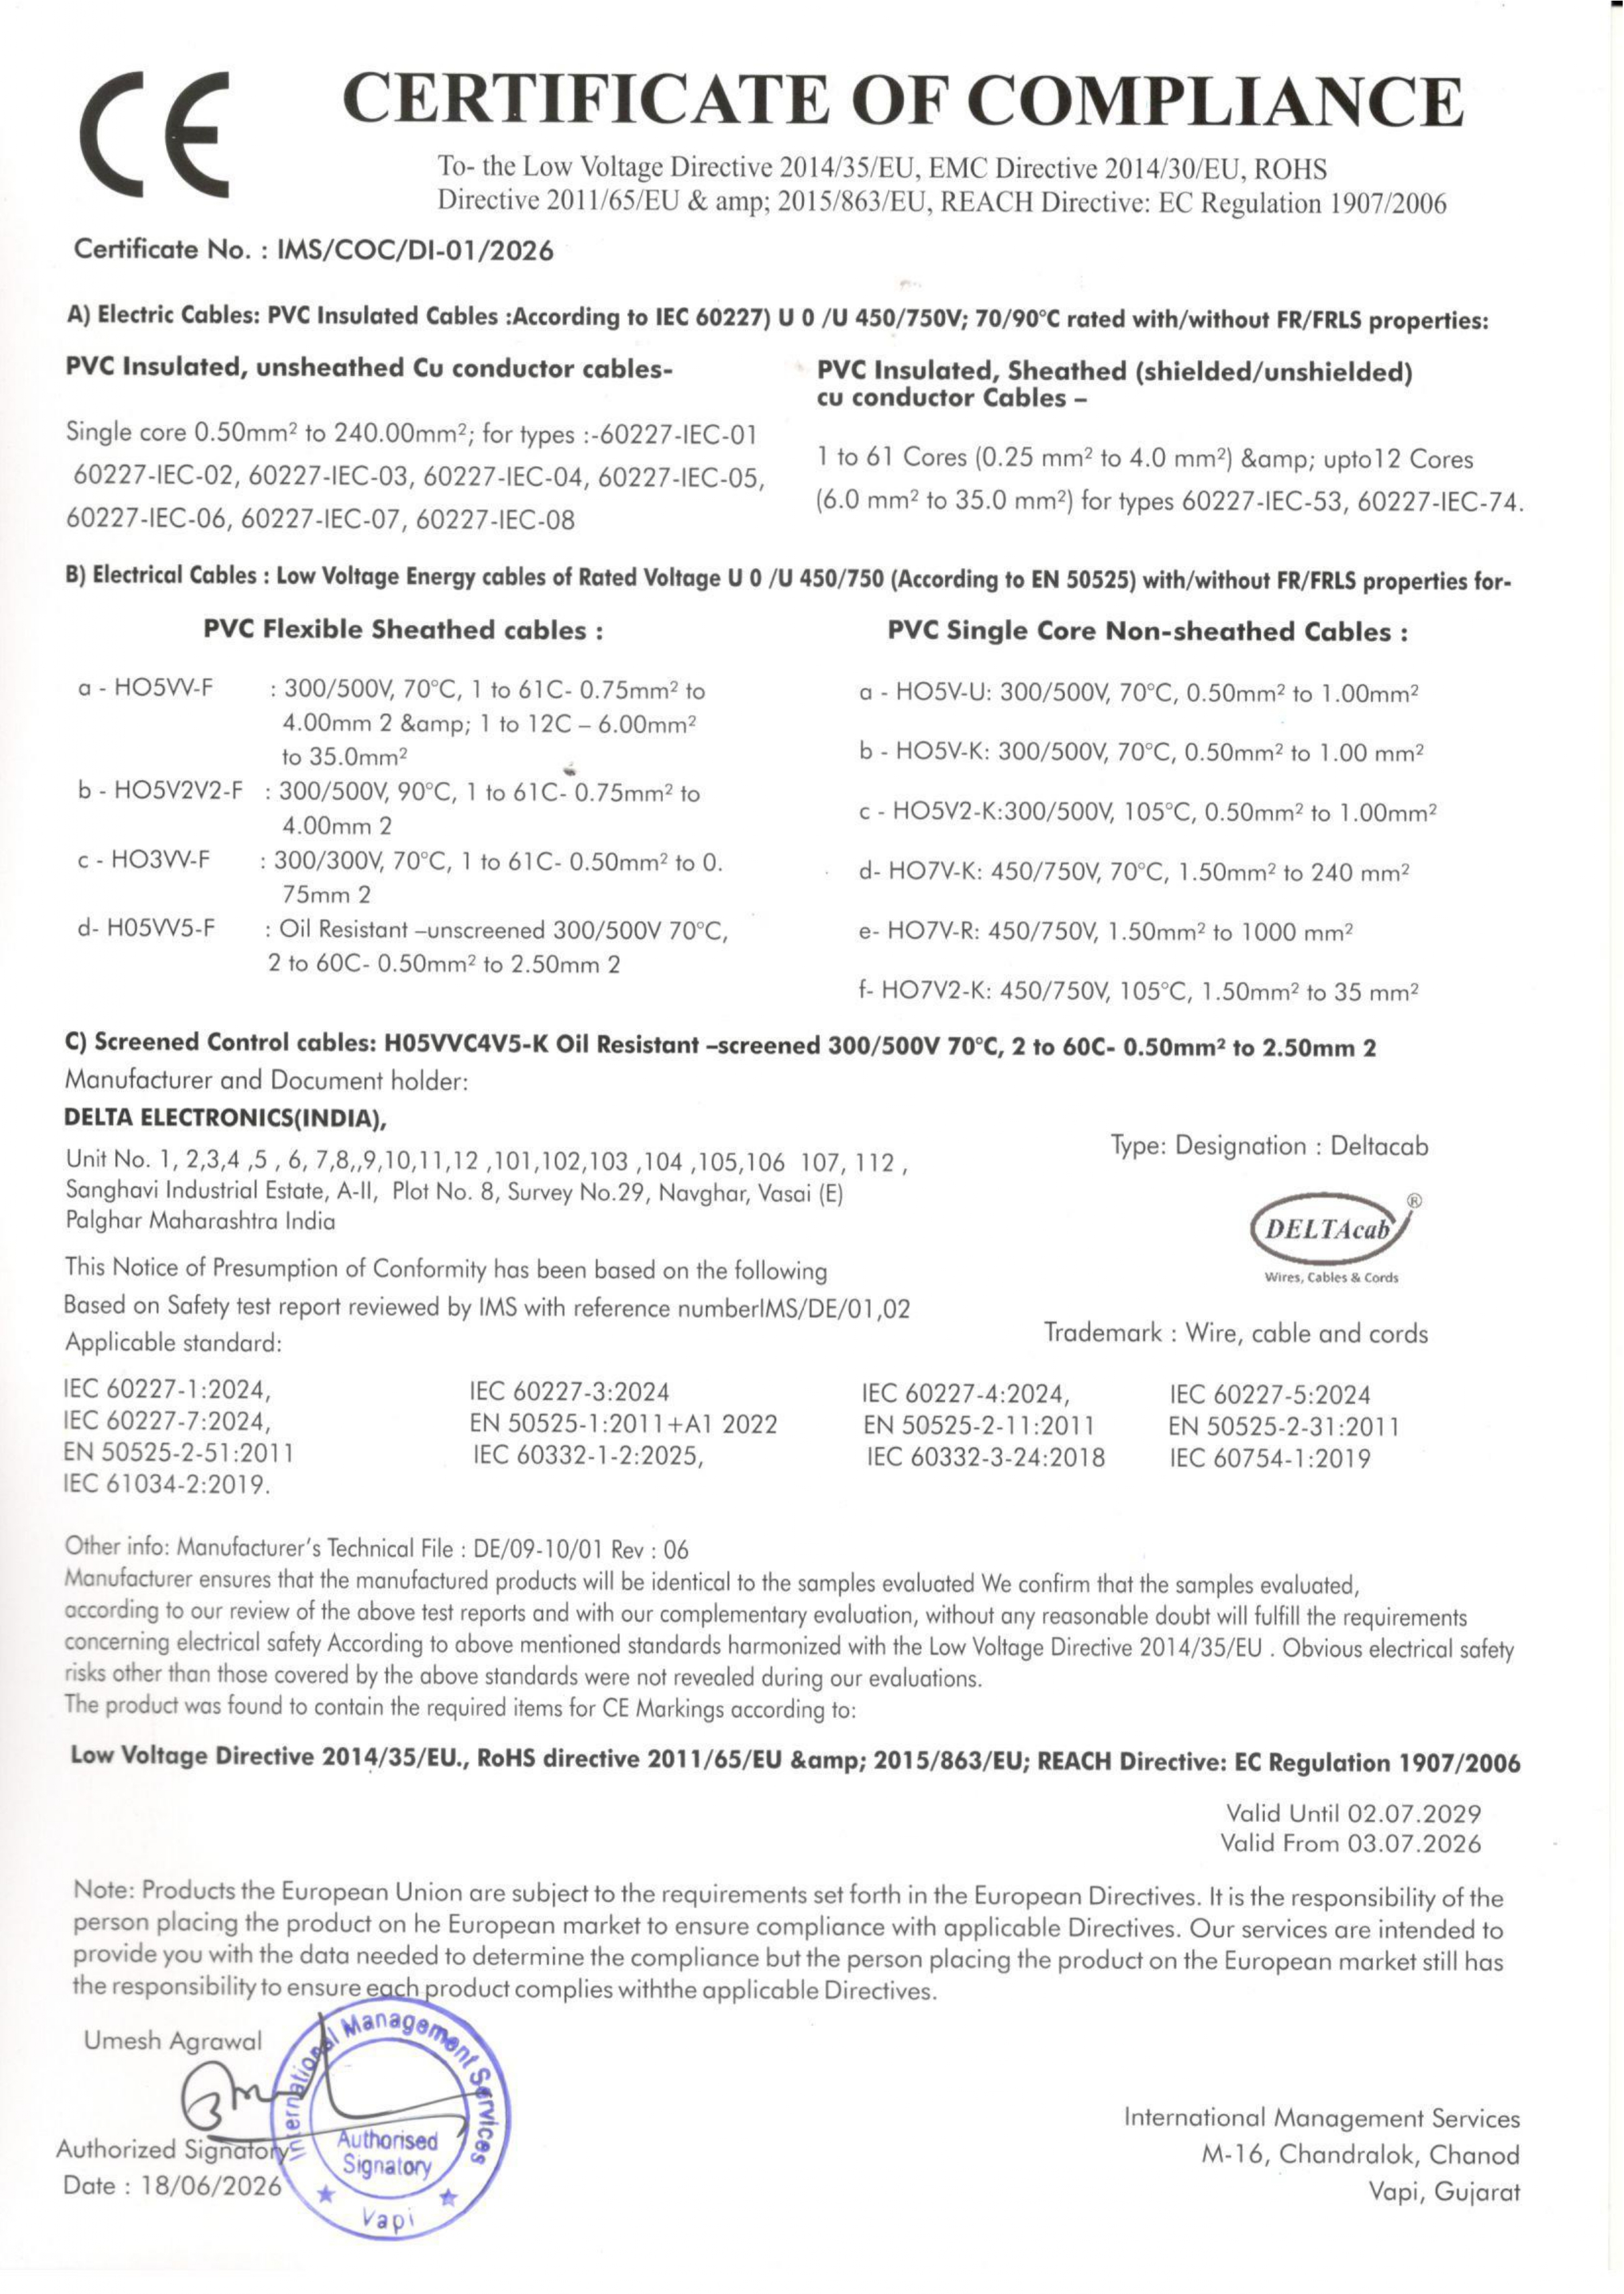 CE
CERTIFICATE OF COMPLIANCE
To- the Low Voltage Directive 2014/35/EU, EMC Directive 2014/30/EU, ROHS
Directive 2011/65/EU & amp; 2015/863/EU, REACH Directive: EC Regulation 1907/2006
Certificate No. : IMS/COC/DI-01/2026
A) Electric Cables: PVC Insulated Cables :According to IEC 60227) U 0 /U 450/750V; 70/90°C rated with/without FR/FRLS properties:
PVC Insulated, unsheathed Cu conductor cables-
Single core 0.50mm² to 240.00mm²; for types :-60227-IEC-01
60227-IEC-02, 60227-IEC-03, 60227-IEC-04, 60227-IEC-05,
60227-IEC-06, 60227-IEC-07, 60227-IEC-08
PVC Insulated, Sheathed (shielded/unshielded)
cu conductor Cables –
1 to 61 Cores (0.25 mm² to 4.0 mm²) &amp; upto12 Cores
(6.0 mm² to 35.0 mm²) for types 60227-IEC-53, 60227-IEC-74.
B) Electrical Cables : Low Voltage Energy cables of Rated Voltage U 0 /U 450/750 (According to EN 50525) with/without FR/FRLS properties for-
PVC Flexible Sheathed cables :
a - HO5VV-F : 300/500V, 70°C, 1 to 61C- 0.75mm² to
4.00mm 2 &amp; 1 to 12C – 6.00mm²
to 35.0mm²
b - HO5V2V2-F : 300/500V, 90°C, 1 to 61C- 0.75mm² to
4.00mm 2
c - HO3VV-F : 300/300V, 70°C, 1 to 61C- 0.50mm² to 0.
75mm 2
d- H05VV5-F : Oil Resistant –unscreened 300/500V 70°C,
2 to 60C- 0.50mm² to 2.50mm 2
PVC Single Core Non-sheathed Cables :
a - HO5V-U: 300/500V, 70°C, 0.50mm² to 1.00mm²
b - HO5V-K: 300/500V, 70°C, 0.50mm² to 1.00 mm²
c - HO5V2-K:300/500V, 105°C, 0.50mm² to 1.00mm²
d- HO7V-K: 450/750V, 70°C, 1.50mm² to 240 mm²
e- HO7V-R: 450/750V, 1.50mm² to 1000 mm²
f- HO7V2-K: 450/750V, 105°C, 1.50mm² to 35 mm²
C) Screened Control cables: H05VVC4V5-K Oil Resistant –screened 300/500V 70°C, 2 to 60C- 0.50mm² to 2.50mm 2
Manufacturer and Document holder:
DELTA ELECTRONICS(INDIA),
Unit No. 1, 2,3,4 ,5 , 6, 7,8,,9,10,11,12 ,101,102,103 ,104 ,105,106 107, 112 ,
Sanghavi Industrial Estate, A-II, Plot No. 8, Survey No.29, Navghar, Vasai (E)
Palghar Maharashtra India
Type: Designation : Deltacab
DELTAcab ®
Wires, Cables & Cords
This Notice of Presumption of Conformity has been based on the following
Based on Safety test report reviewed by IMS with reference numberIMS/DE/01,02
Trademark : Wire, cable and cords
Applicable standard:
IEC 60227-1:2024, IEC 60227-3:2024 IEC 60227-4:2024, IEC 60227-5:2024
IEC 60227-7:2024, EN 50525-1:2011+A1 2022 EN 50525-2-11:2011 EN 50525-2-31:2011
EN 50525-2-51:2011 IEC 60332-1-2:2025, IEC 60332-3-24:2018 IEC 60754-1:2019
IEC 61034-2:2019.
Other info: Manufacturer's Technical File : DE/09-10/01 Rev : 06
Manufacturer ensures that the manufactured products will be identical to the samples evaluated We confirm that the samples evaluated,
according to our review of the above test reports and with our complementary evaluation, without any reasonable doubt will fulfill the requirements
concerning electrical safety According to above mentioned standards harmonized with the Low Voltage Directive 2014/35/EU . Obvious electrical safety
risks other than those covered by the above standards were not revealed during our evaluations.
The product was found to contain the required items for CE Markings according to:
Low Voltage Directive 2014/35/EU., RoHS directive 2011/65/EU &amp; 2015/863/EU; REACH Directive: EC Regulation 1907/2006
Valid Until 02.07.2029
Valid From 03.07.2026
Note: Products the European Union are subject to the requirements set forth in the European Directives. It is the responsibility of the
person placing the product on he European market to ensure compliance with applicable Directives. Our services are intended to
provide you with the data needed to determine the compliance but the person placing the product on the European market still has
the responsibility to ensure each product complies withthe applicable Directives.
Umesh Agrawal
Authorized Signatory
Date : 18/06/2026
International Management Services
Authorised
Signatory
Vapi
International Management Services
M-16, Chandralok, Chanod
Vapi, Gujarat